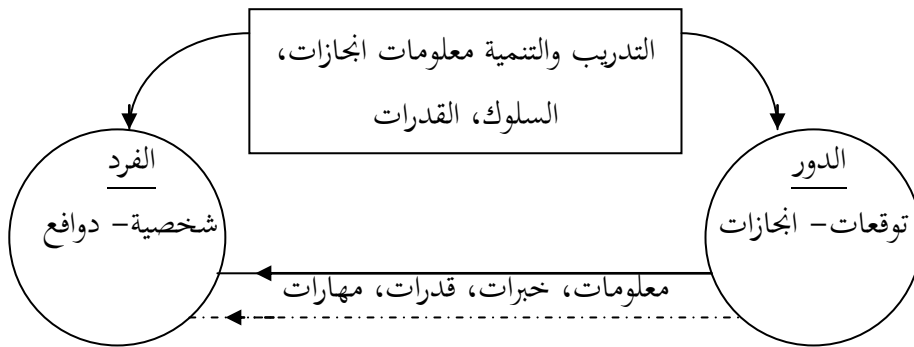 التدريب والتنمية معلومات انجازات،
السلوك، القدرات
الدور
توقعات – انجازات
الفرد
شخصية – دوافع
معلومات، خبرات، قدرات، مهارات